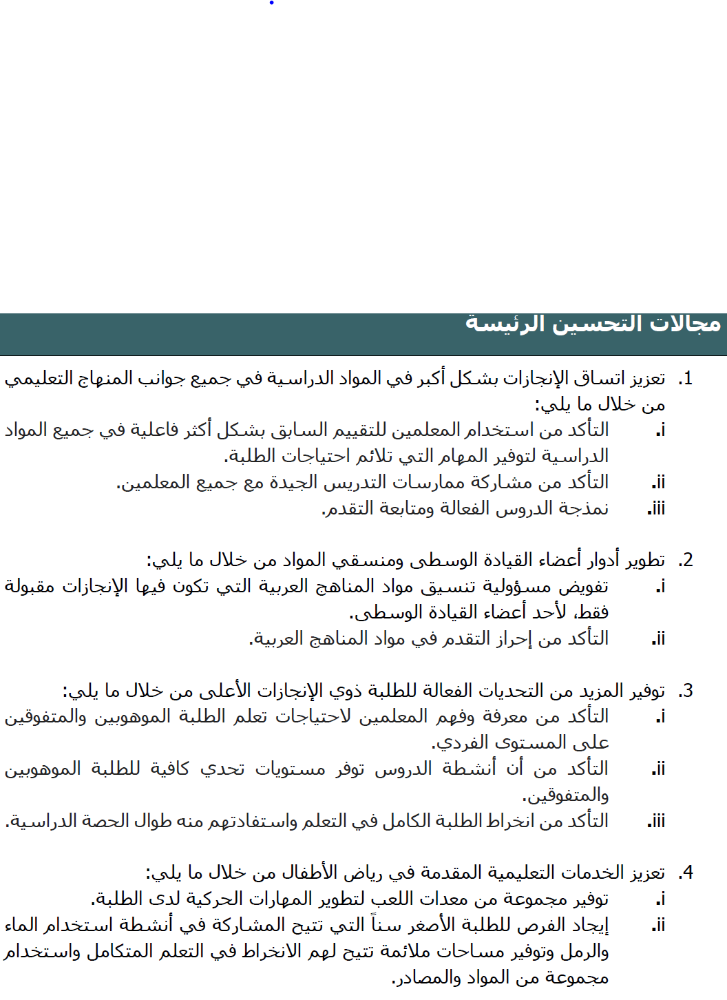 مجالات التحسين الرئيسة
1. تعزيز اتساق الإنجازات بشكل أكبر في المواد الدراسية في جميع جوانب المنهاج التعليمي
من خلال ما يلي:
i. التأكد من استخدام المعلمين للتقييم السابق بشكل أكثر فاعلية في جميع المواد
الدراسية لتوفير المهام التي تلائم احتياجات الطلبة.
ii. التأكد من مشاركة ممارسات التدريس الجيدة مع جميع المعلمين.
iii. نمذجة الدروس الفعالة ومتابعة التقدم.
2. تطوير أدوار أعضاء القيادة الوسطى ومنسقي المواد من خلال ما يلي:
i. تفويض مسؤولية تنسيق مواد المناهج العربية التي تكون فيها الإنجازات مقبولة
فقط، لأحد أعضاء القيادة الوسطى.
ii. التأكد من إحراز التقدم في مواد المناهج العربية.
3. توفير المزيد من التحديات الفعالة للطلبة ذوي الإنجازات الأعلى من خلال ما يلي:
i. التأكد من معرفة وفهم المعلمين لاحتياجات تعلم الطلبة الموهوبين والمتفوقين
على المستوى الفردي.
ii. التأكد من أن أنشطة الدروس توفر مستويات تحدي كافية للطلبة الموهوبين
والمتفوقين.
iii. التأكد من انخراط الطلبة الكامل في التعلم واستفادتهم منه طوال الحصة الدراسية.
4. تعزيز الخدمات التعليمية المقدمة في رياض الأطفال من خلال ما يلي:
i. توفير مجموعة من معدات اللعب لتطوير المهارات الحركية لدى الطلبة.
ii. إيجاد الفرص للطلبة الأصغر سناً التي تتيح المشاركة في أنشطة استخدام الماء
والرمل وتوفير مساحات ملائمة تتيح لهم الانخراط في التعلم المتكامل واستخدام
مجموعة من المواد والمصادر.